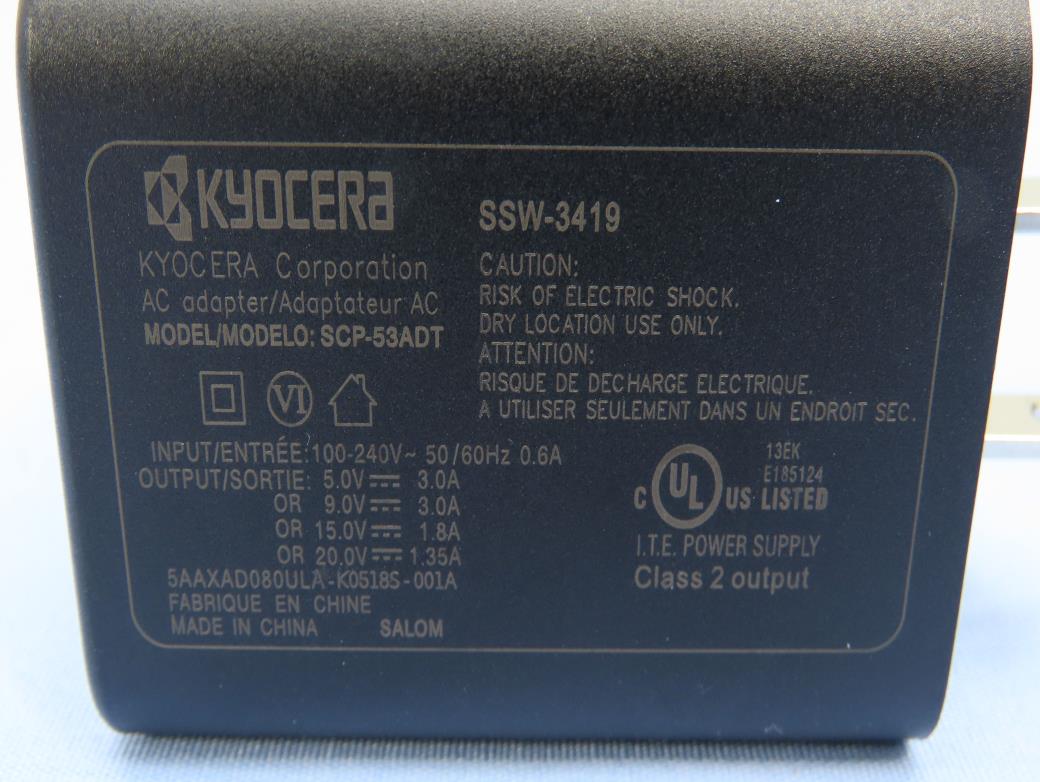 KYOCERA
KYOCERA Corporation
AC adapter/Adaptateur AC
MODEL/MODELO: SCP-53ADT
VI
INPUT/ENTRÉE: 100-240V~ 50/60Hz 0.6A
OUTPUT/SORTIE: 5.0V⎓ 3.0A
OR 9.0V⎓ 3.0A
OR 15.0V⎓ 1.8A
OR 20.0V⎓ 1.35A
5AAXAD080ULA-K0518S-001A
FABRIQUE EN CHINE
MADE IN CHINA SALOM
SSW-3419
CAUTION:
RISK OF ELECTRIC SHOCK.
DRY LOCATION USE ONLY.
ATTENTION:
RISQUE DE DECHARGE ELECTRIQUE.
A UTILISER SEULEMENT DANS UN ENDROIT SEC.
13EK
E185124
C UL US LISTED
I.T.E. POWER SUPPLY
Class 2 output